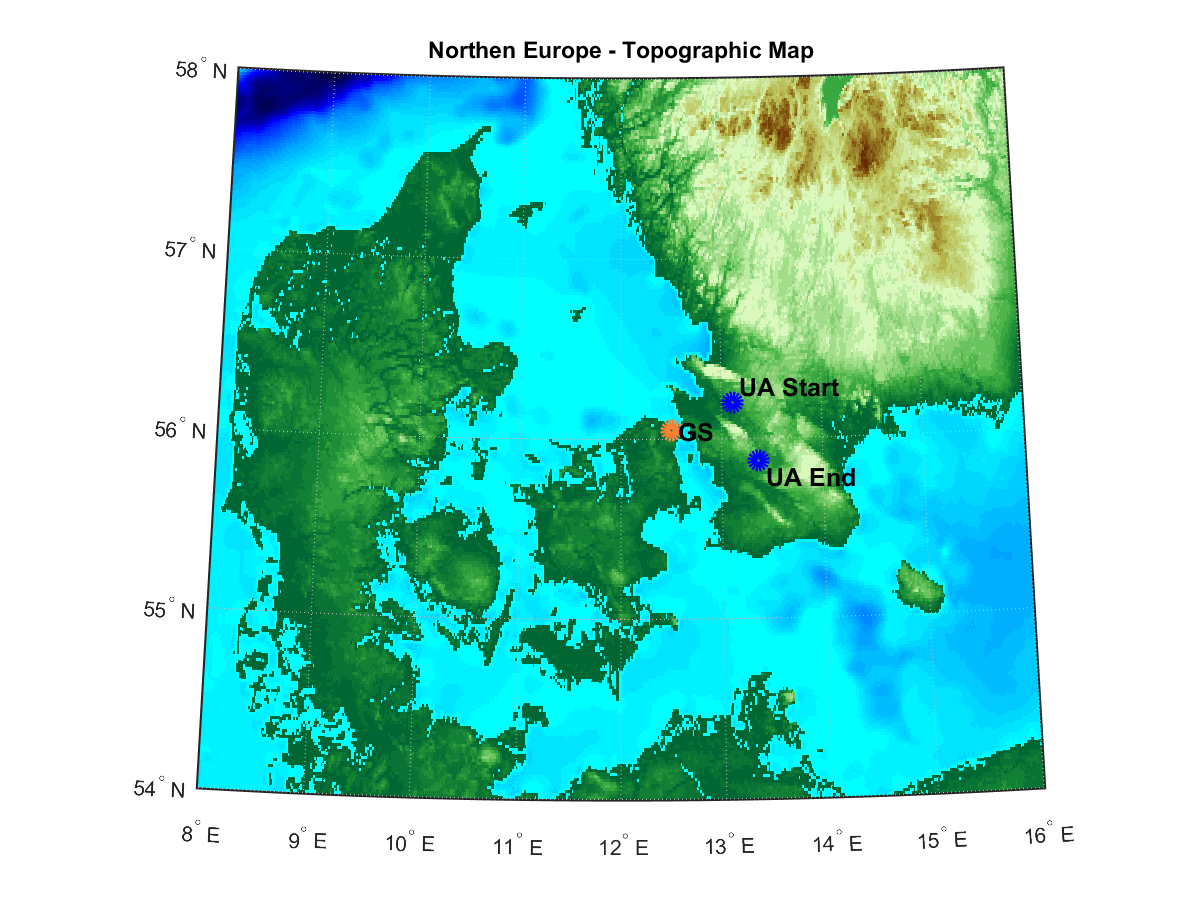 Northen Europe - Topographic Map
58° N
57° N
56° N
55° N
54° N
UA Start
GS
UA End
8° E
9° E
10° E
11° E
12° E
13° E
14° E
15° E
16° E